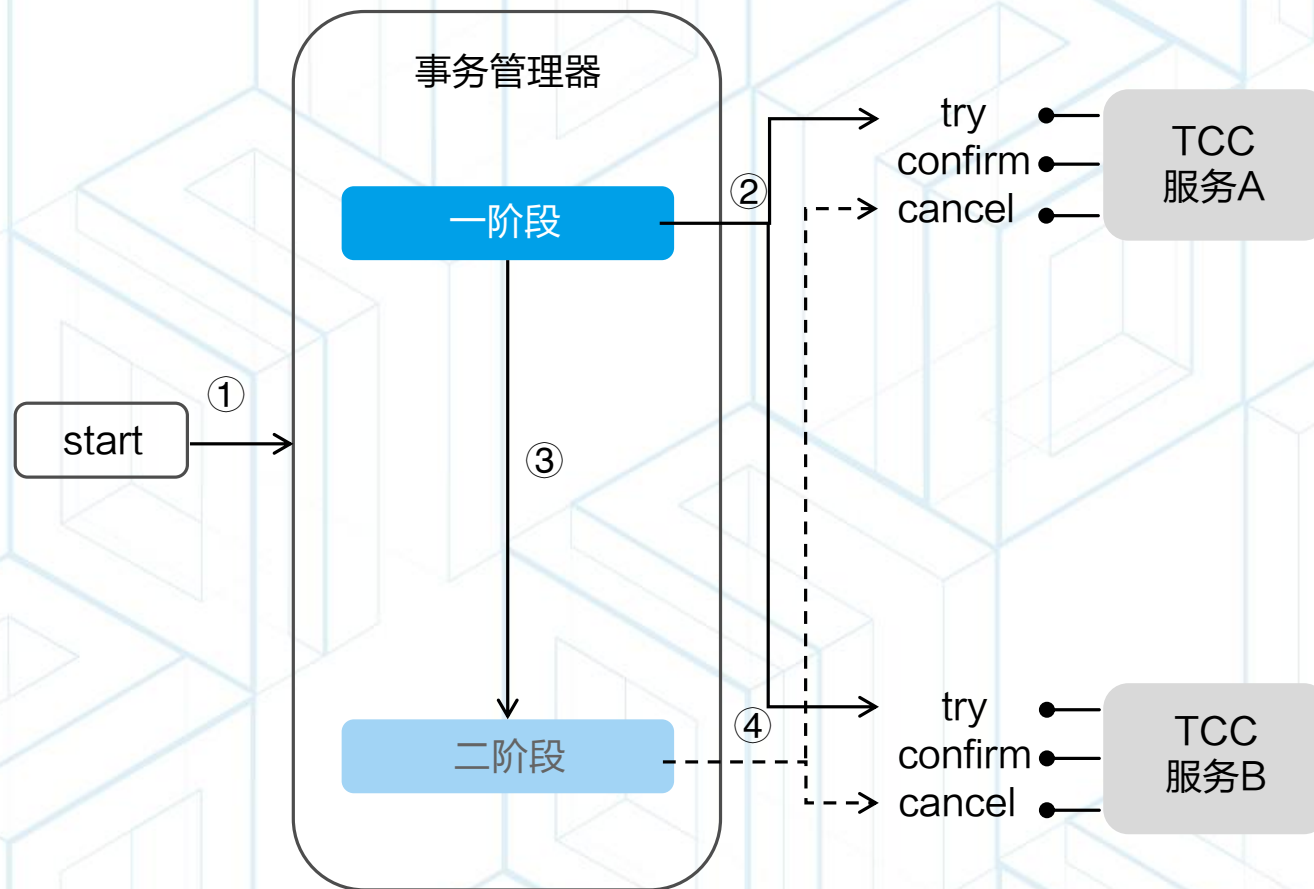 事务管理器
一阶段
②
try
confirm
cancel
TCC
服务A
start
①
③
二阶段
④
try
confirm
cancel
TCC
服务B